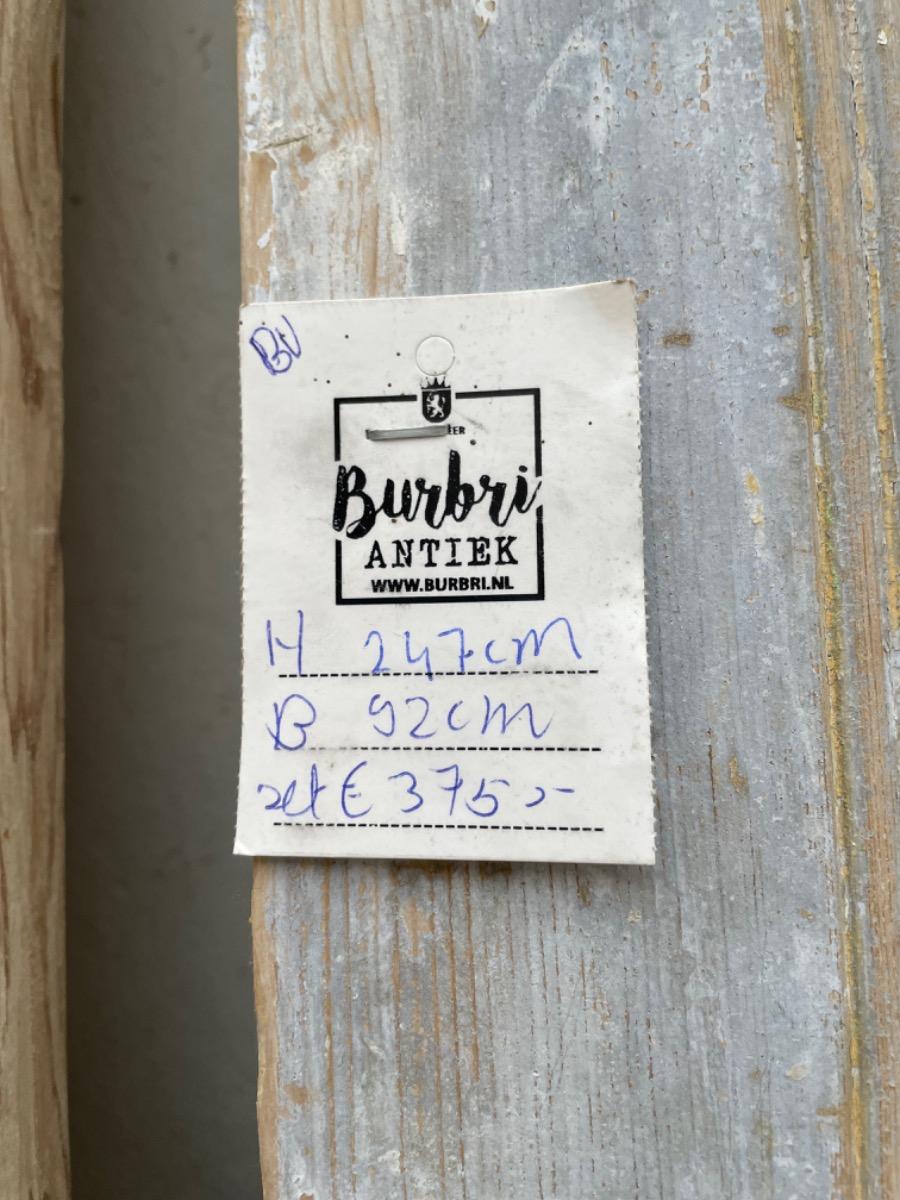 BV
Burbri
ANTIEK
WWW.BURBRI.NL
H 247cm
B 92cm
set € 375,-